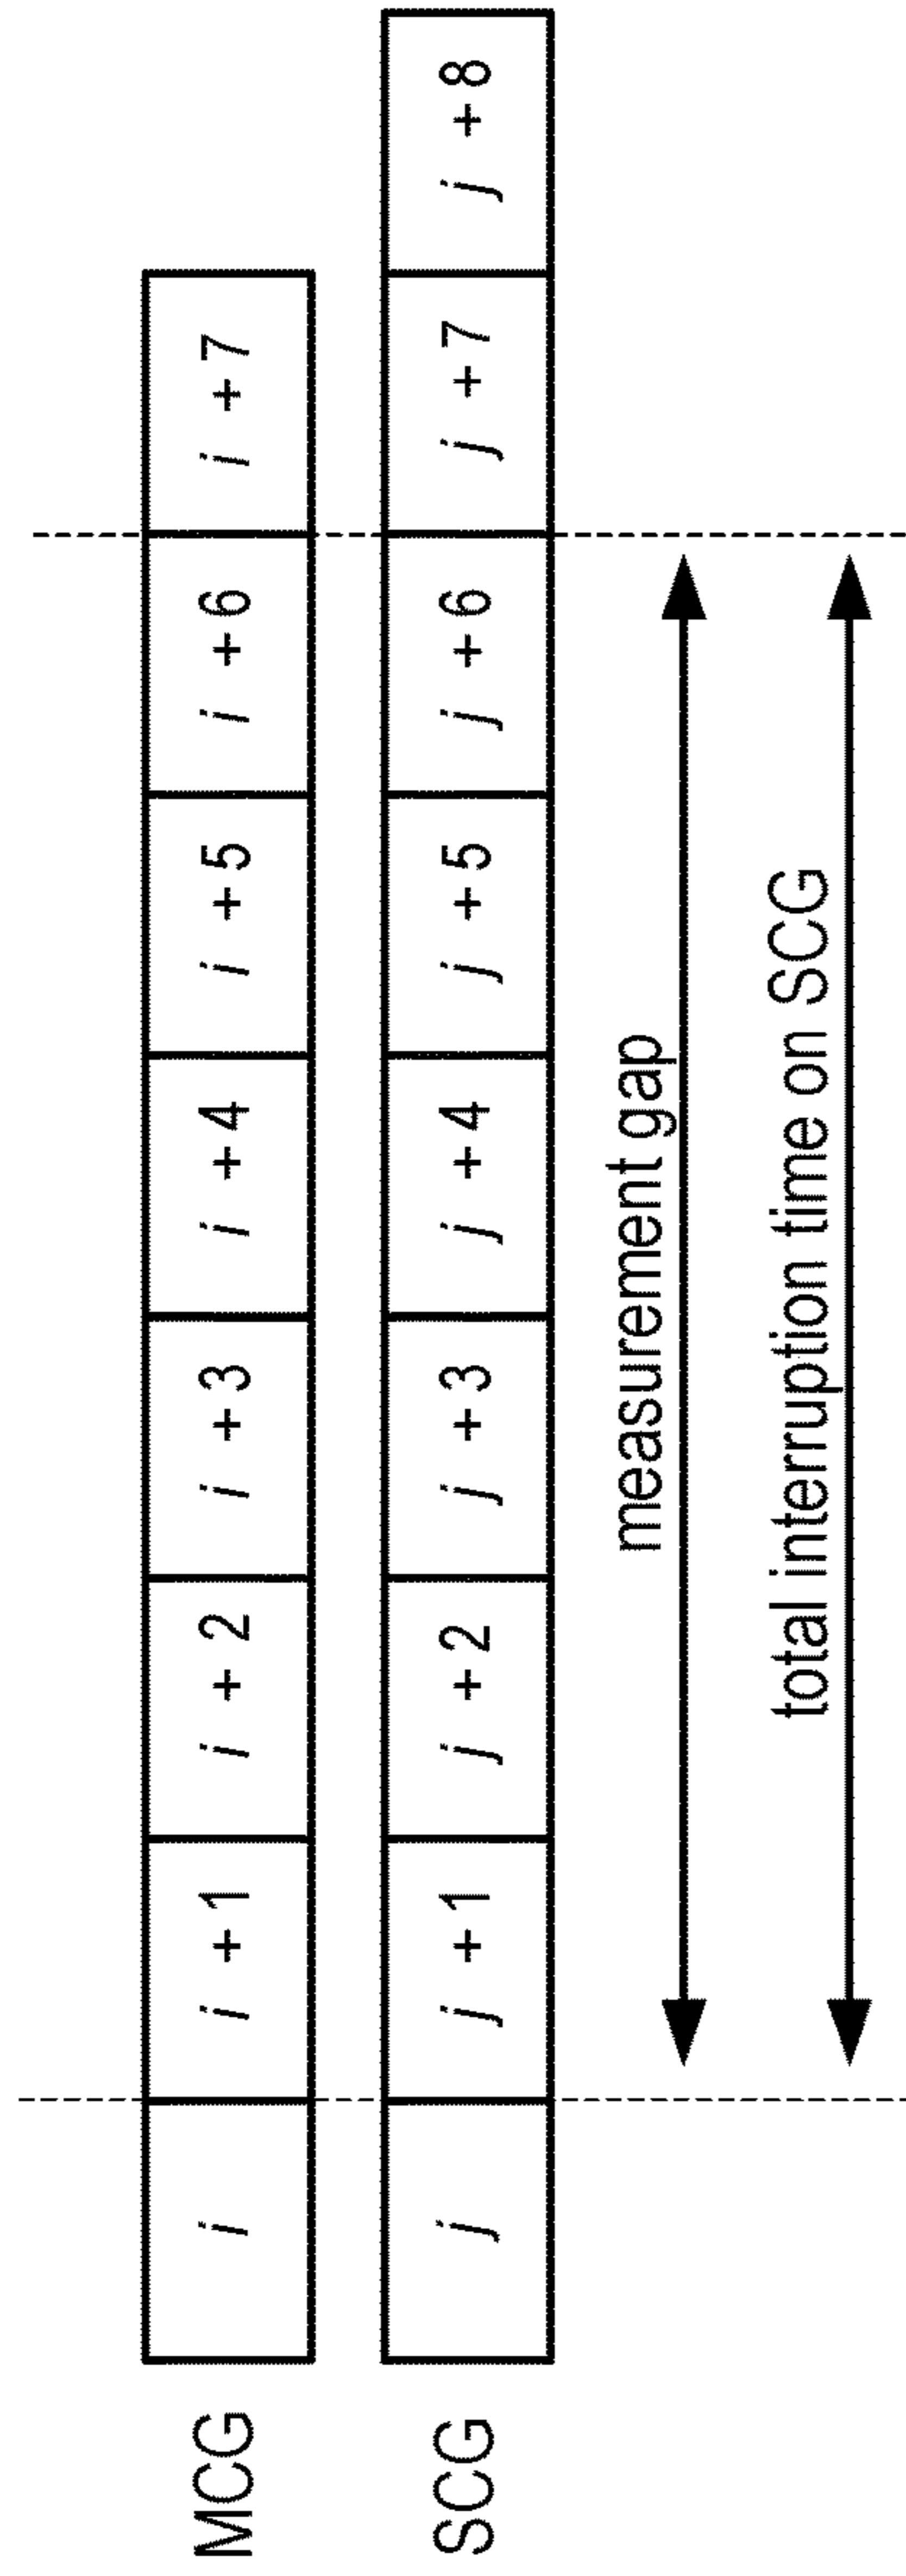 MCG i i + 1 i + 2 i + 3 i + 4 i + 5 i + 6 i + 7
SCG j j + 1 j + 2 j + 3 j + 4 j + 5 j + 6 j + 7 j + 8
measurement gap
total interruption time on SCG